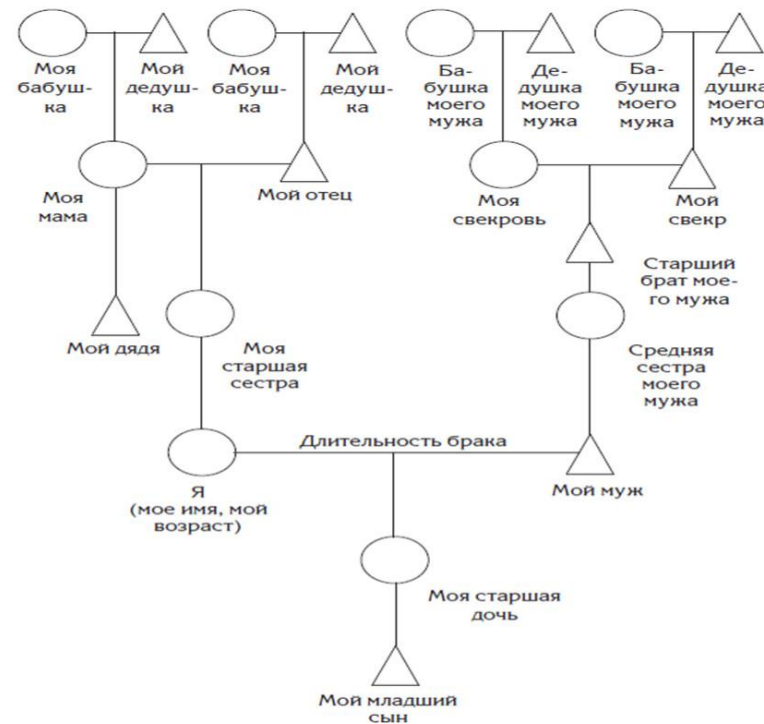 Моя
бабуш-
ка
Мой
дедуш-
ка
Моя
бабуш-
ка
Мой
дедуш-
ка
Ба-
бушка
моего
мужа
Де-
душка
моего
мужа
Ба-
бушка
моего
мужа
Де-
душка
моего
мужа
Моя
мама
Мой отец
Моя
свекровь
Мой
свекр
Старший
брат мое-
го мужа
Мой дядя
Моя
старшая
сестра
Средняя
сестра
моего
мужа
Длительность брака
Я
(мое имя, мой
возраст)
Мой муж
Моя старшая
дочь
Мой младший
сын